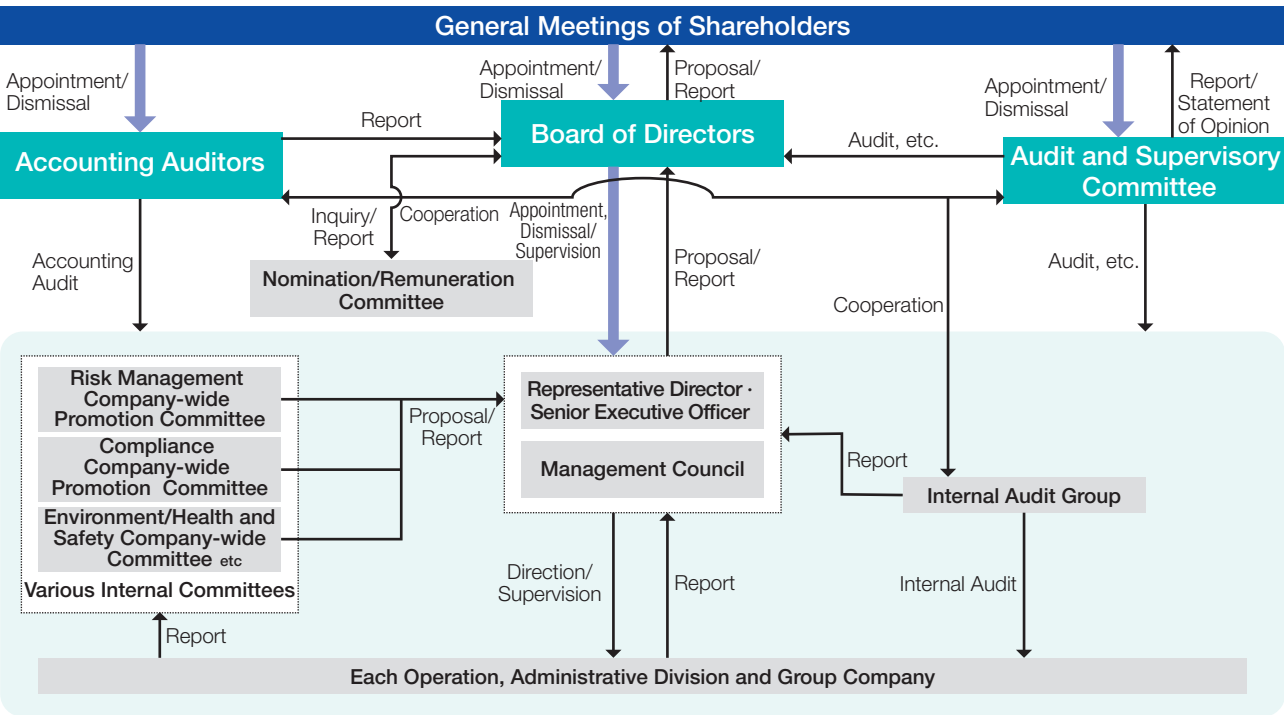 General Meetings of Shareholders
Appointment/
Dismissal
Appointment/
Dismissal
Proposal/
Report
Appointment/
Dismissal
Report/
Statement
of Opinion
Accounting Auditors
Report
Board of Directors
Audit, etc.
Audit and Supervisory
Committee
Inquiry/
Report
Cooperation
Appointment,
Dismissal/
Supervision
Proposal/
Report
Accounting
Audit
Nomination/Remuneration
Committee
Cooperation
Audit, etc.
Risk Management
Company-wide
Promotion Committee
Compliance
Company-wide
Promotion Committee
Environment/Health and
Safety Company-wide
Committee etc
Various Internal Committees
Proposal/
Report
Representative Director ·
Senior Executive Officer
Management Council
Report
Internal Audit Group
Direction/
Supervision
Report
Internal Audit
Report
Each Operation, Administrative Division and Group Company